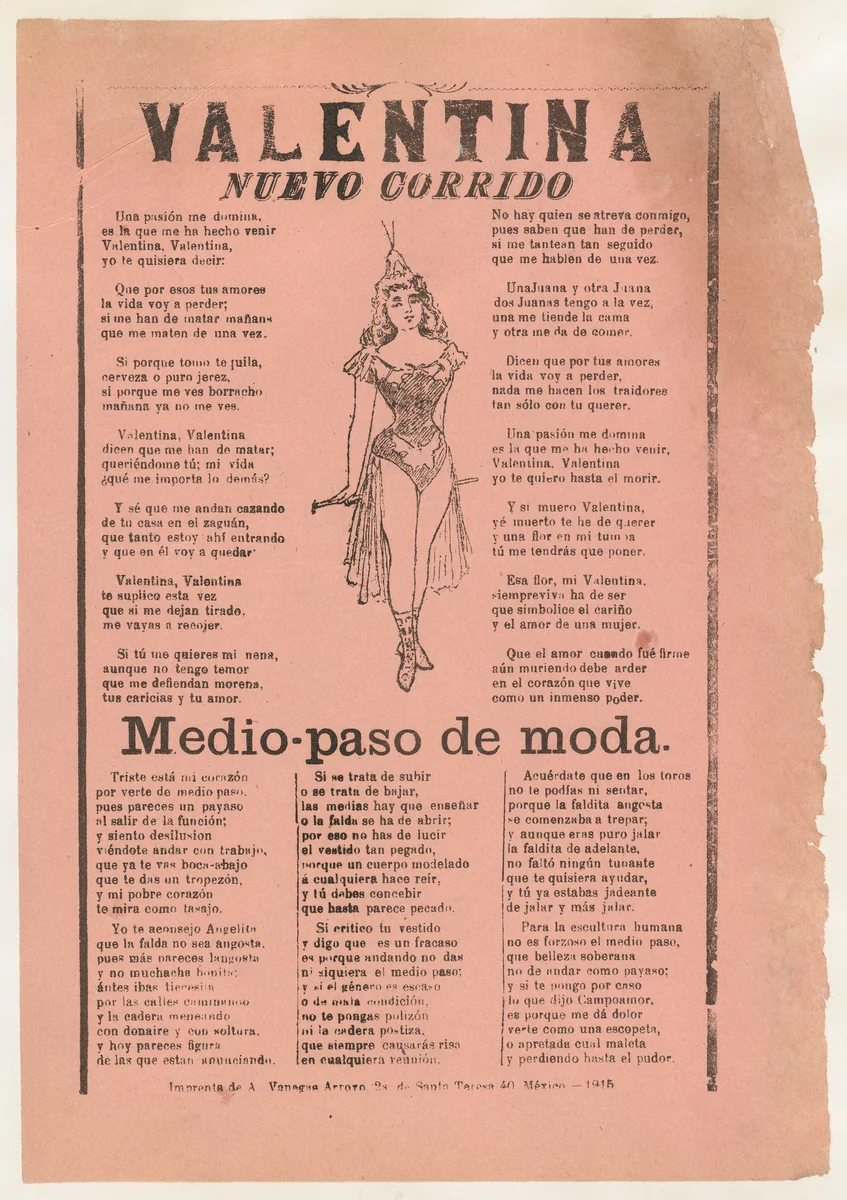 VALENTINA
NUEVO CORRIDO
Una pasión me domina,
es la que me ha hecho venir
Valentina, Valentina,
yo te quisiera decir:
Que por esos tus amores
la vida voy a perder;
si me han de matar mañana
que me maten de una vez.
Si porque tomo tequila,
cerveza o puro jerez,
si porque me ves borracho
mañana ya no me ves.
Valentina, Valentina
dicen que me han de matar;
queriéndome tú; mi vida
¿qué me importa lo demás?
Y sé que me andan cazando
de tu casa en el zaguán,
que tanto estoy ahí entrando
y que en él voy a quedar
Valentina, Valentina
te suplico esta vez
que si me dejan tirado,
me vayas a recojer.
Si tú me quieres mi nena,
aunque no tengo temor
que me defiendan morena,
tus caricias y tu amor.
No hay quien se atreva conmigo,
pues saben que han de perder,
si me tantean tan seguido
que me hablen de una vez.
UnaJuana y otra Juana
dos Juanas tengo a la vez,
una me tiende la cama
y otra me da de comer.
Dicen que por tus amores
la vida voy a perder,
nada me hacen los traidores
tan sólo con tu querer.
Una pasión me domina
es la que me ha hecho venir,
Valentina, Valentina
yo te quiero hasta el morir.
Y si muero Valentina,
yé muerto te he de querer
y una flor en mi tumba
tú me tendrás que poner.
Esa flor, mi Valentina,
siempreviva ha de ser
que simbolice el cariño
y el amor de una mujer.
Que el amor cuando fué firme
aún muriendo debe arder
en el corazón que vive
como un inmenso poder.
Medio-paso de moda.
Triste está mi corazón
por verte de medio paso,
pues pareces un payaso
al salir de la función;
y siento desilusion
viéndote andar con trabajo,
que ya te vas boca-abajo
que te das un tropezón,
y mi pobre corazón
te mira como tasajo.
Yo te aconsejo Angelita
que la falda no sea angosta,
pues más pareces langosta
y no muchacha bonita;
ántes ibas tiecesita
por las calles caminando
y la cadera meneando
con donaire y con soltura,
y hoy pareces figura
de las que estan anunciando.
Si se trata de subir
o se trata de bajar,
las medias hay que enseñar
o la falda se ha de abrir;
por eso no has de lucir
el vestido tan pegado,
porque un cuerpo modelado
á cualquiera hace reír,
y tú debes concebir
que hasta parece pecado.
Si critico tu vestido
y digo que es un fracaso
es porque andando no das
ni siquiera el medio paso;
y si el género es escaso
o de mala condición,
no te pongas polizón
ni la cadera postiza,
que siempre causarás risa
en cualquiera reunión.
Acuérdate que en los toros
no te podías ni sentar,
porque la faldita angosta
se comenzaba a trepar;
y aunque eras puro jalar
la faldita de adelante,
no faltó ningún tunante
que te quisiera ayudar,
y tú ya estabas jadeante
de jalar y más jalar.
Para la escultura humana
no es forzoso el medio paso,
que belleza soberana
no de andar como payaso;
y si te pongo por caso
lo que dijo Campoamor,
es porque me dá dolor
verte como una escopeta,
o apretada cual maleta
y perdiendo hasta el pudor.
Imprenta de A. Vanegas Arroyo, 2a. de Santa Teresa 40, México.—1915